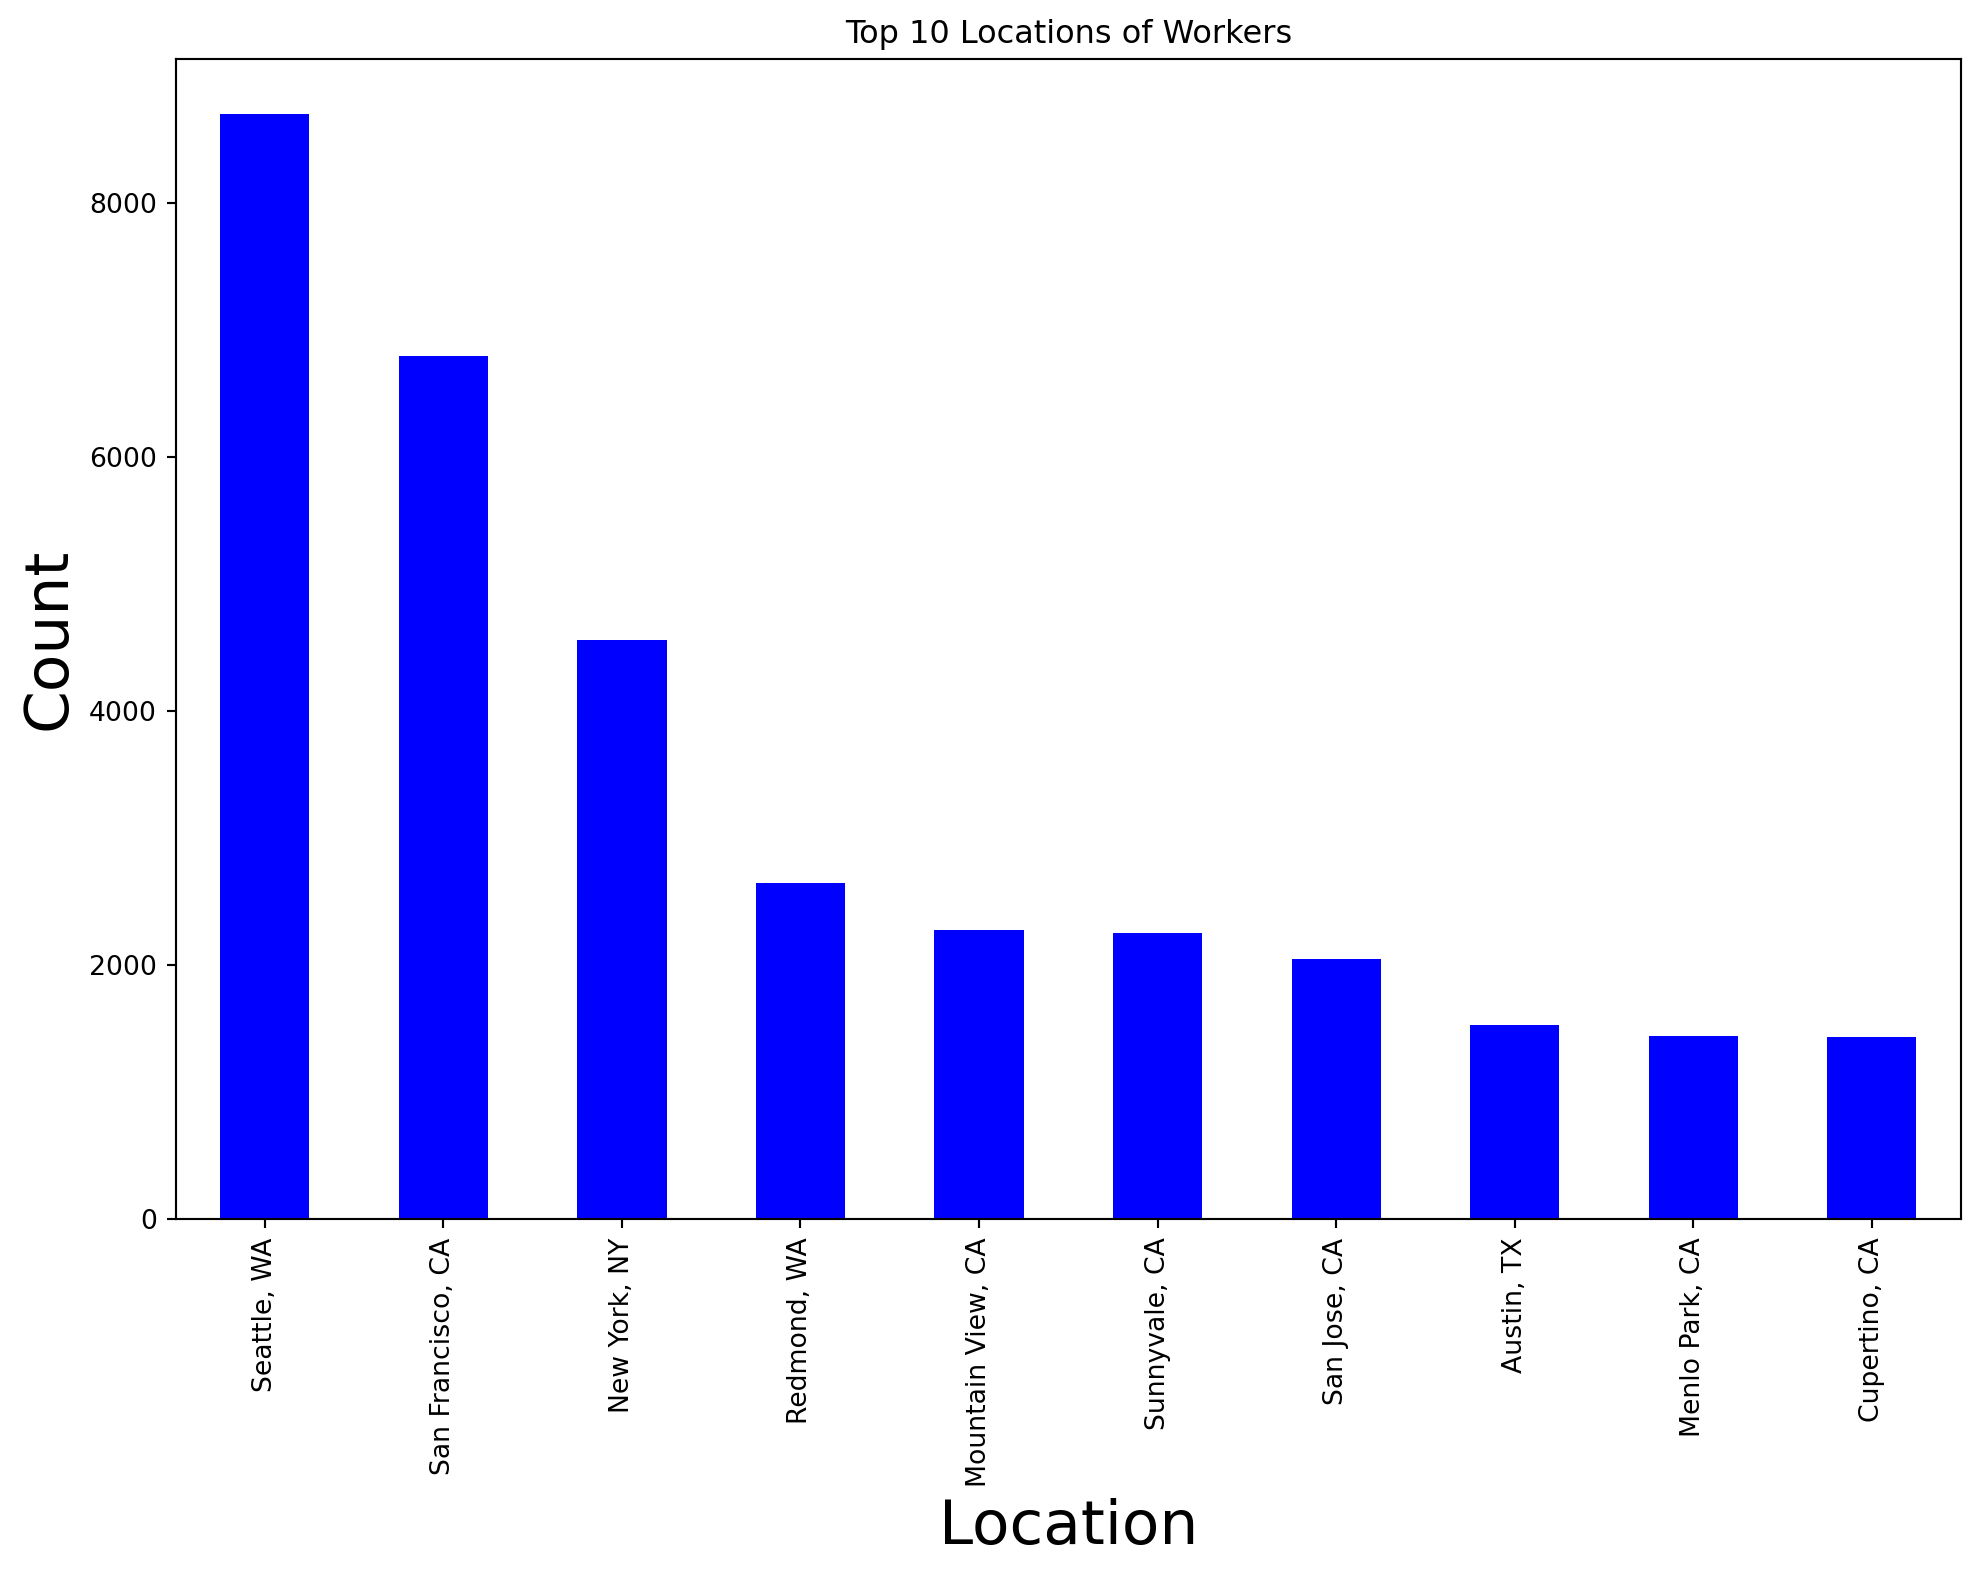 Top 10 Locations of Workers
Count
8000
6000
4000
2000
0
Seattle, WA
San Francisco, CA
New York, NY
Redmond, WA
Mountain View, CA
Sunnyvale, CA
San Jose, CA
Austin, TX
Menlo Park, CA
Cupertino, CA
Location